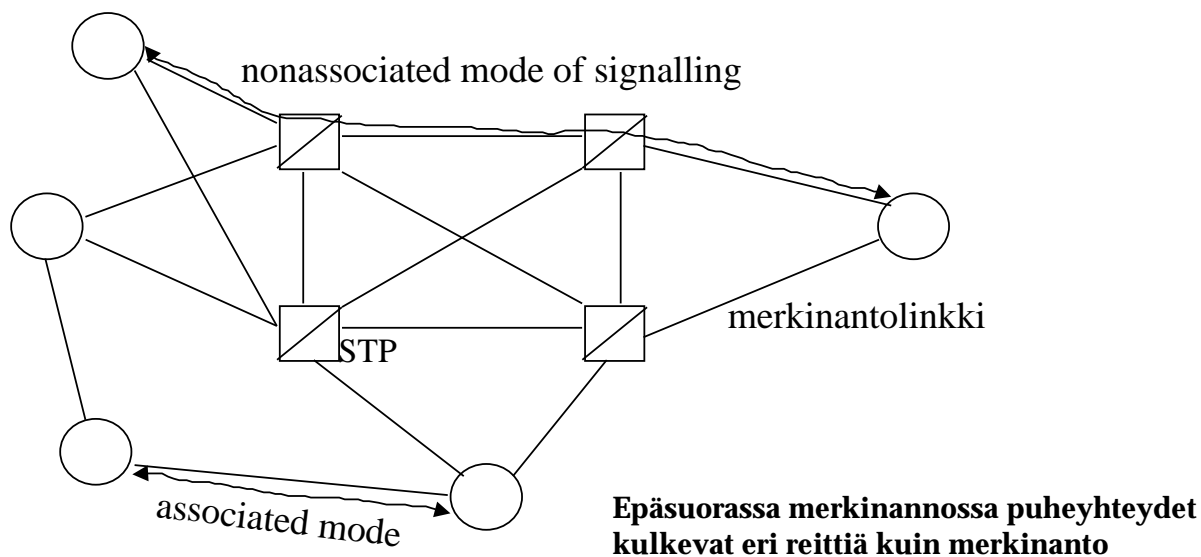 nonassociated mode of signalling
merkinantolinkki
STP
associated mode
Epäsuorassa merkinannossa puheyhteydet
kulkevat eri reittiä kuin merkinanto